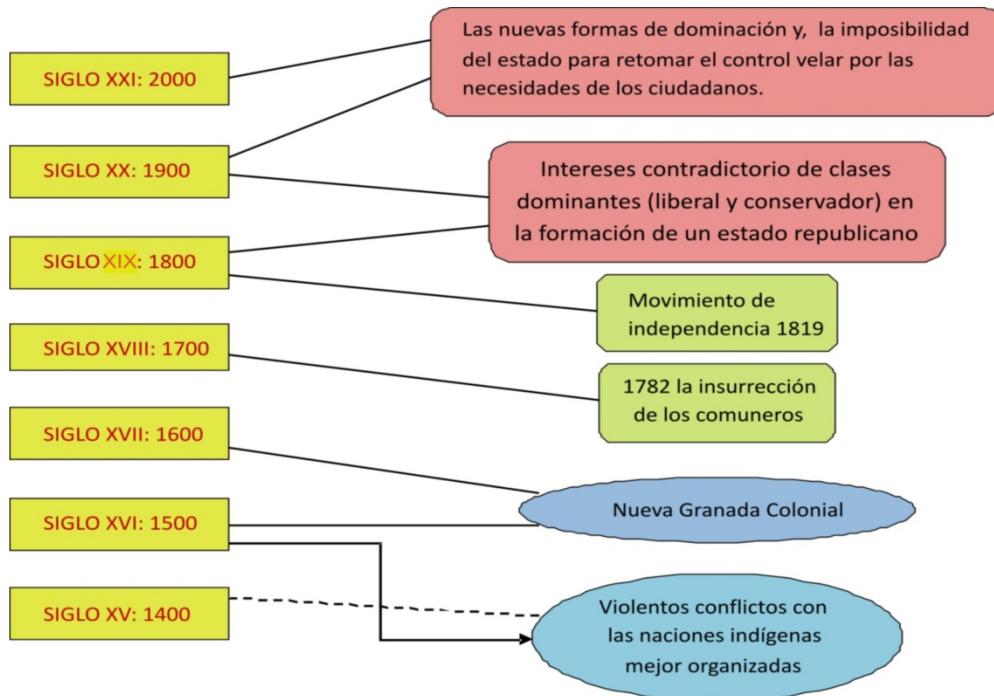 SIGLO XXI: 2000
SIGLO XX: 1900
SIGLO XIX: 1800
SIGLO XVIII: 1700
SIGLO XVII: 1600
SIGLO XVI: 1500
SIGLO XV: 1400
Las nuevas formas de dominación y, la imposibilidad
del estado para retomar el control velar por las
necesidades de los ciudadanos.
Intereses contradictorio de clases
dominantes (liberal y conservador) en
la formación de un estado republicano
Movimiento de
independencia 1819
1782 la insurrección
de los comuneros
Nueva Granada Colonial
Violentos conflictos con
las naciones indígenas
mejor organizadas